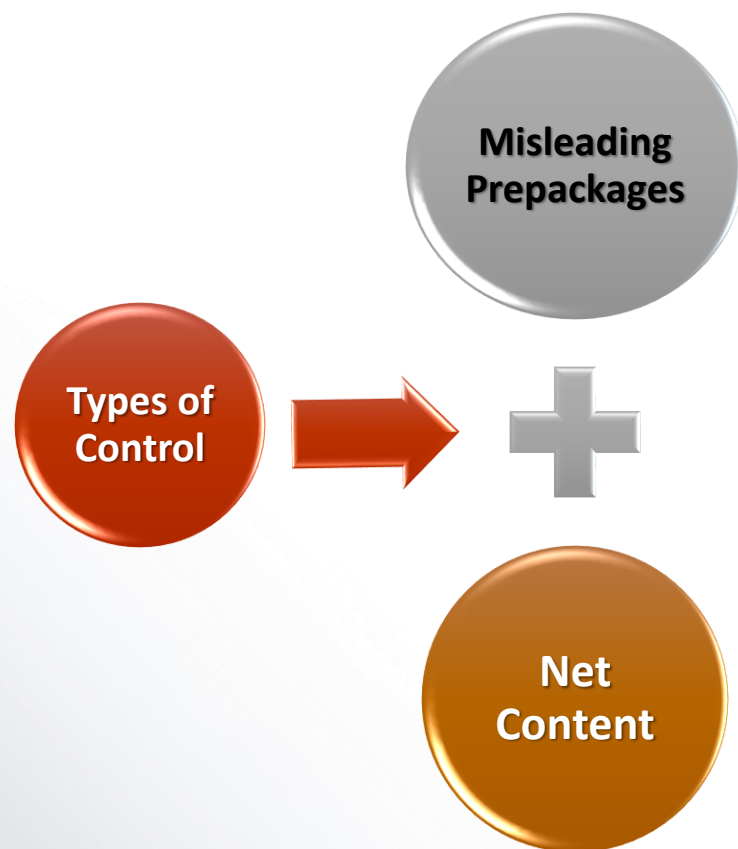 Misleading
Prepackages
Types of
Control
Net
Content